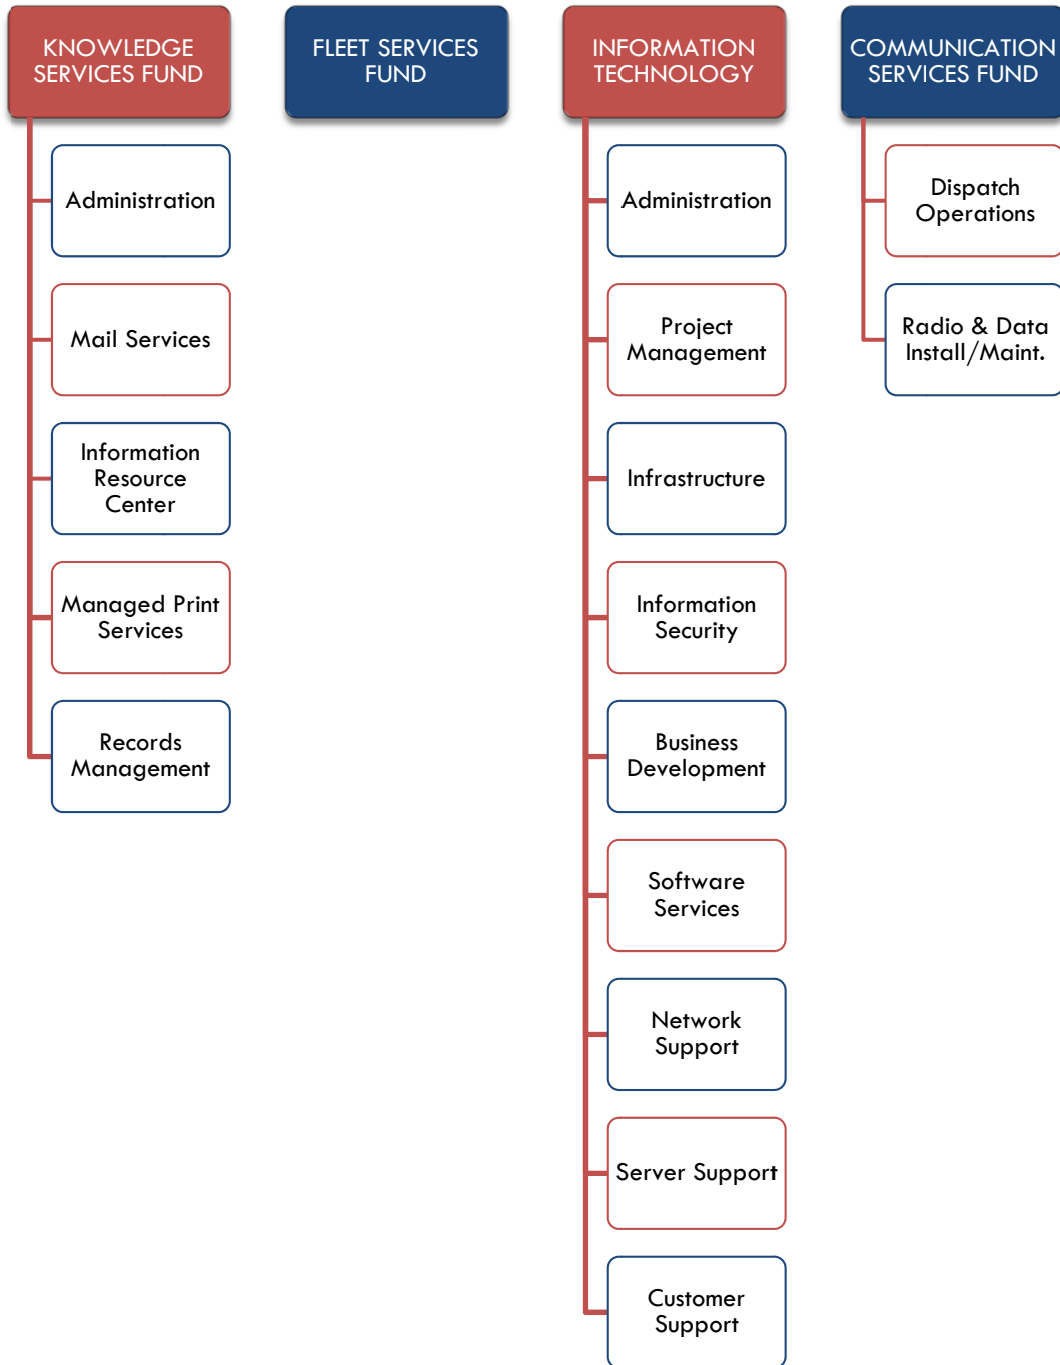 KNOWLEDGE
SERVICES FUND
Administration
Mail Services
Information
Resource
Center
Managed Print
Services
Records
Management
FLEET SERVICES
FUND
INFORMATION
TECHNOLOGY
Administration
Project
Management
Infrastructure
Information
Security
Business
Development
Software
Services
Network
Support
Server Support
Customer
Support
COMMUNICATION
SERVICES FUND
Dispatch
Operations
Radio & Data
Install/Maint.